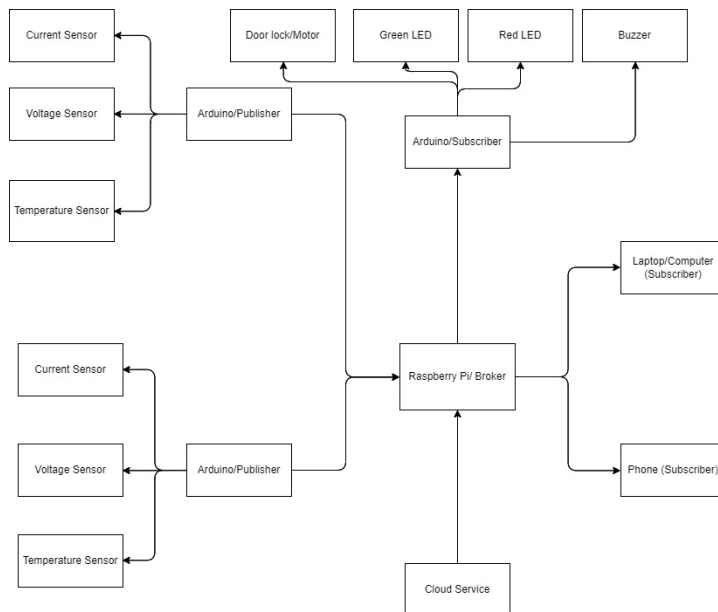 Current Sensor
Door lock/Motor
Green LED
Red LED
Buzzer
Voltage Sensor
Arduino/Publisher
Arduino/Subscriber
Temperature Sensor
Laptop/Computer
(Subscriber)
Current Sensor
Raspberry Pi/ Broker
Voltage Sensor
Arduino/Publisher
Phone (Subscriber)
Temperature Sensor
Cloud Service